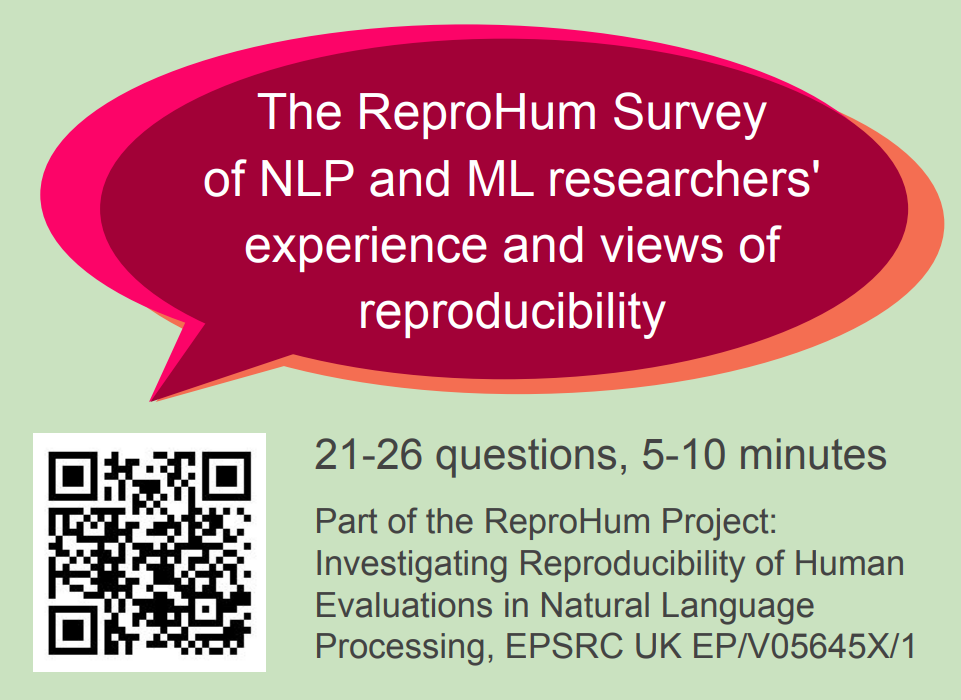 The ReproHum Survey
of NLP and ML researchers'
experience and views of
reproducibility
21-26 questions, 5-10 minutes
Part of the ReproHum Project:
Investigating Reproducibility of Human
Evaluations in Natural Language
Processing, EPSRC UK EP/V05645X/1